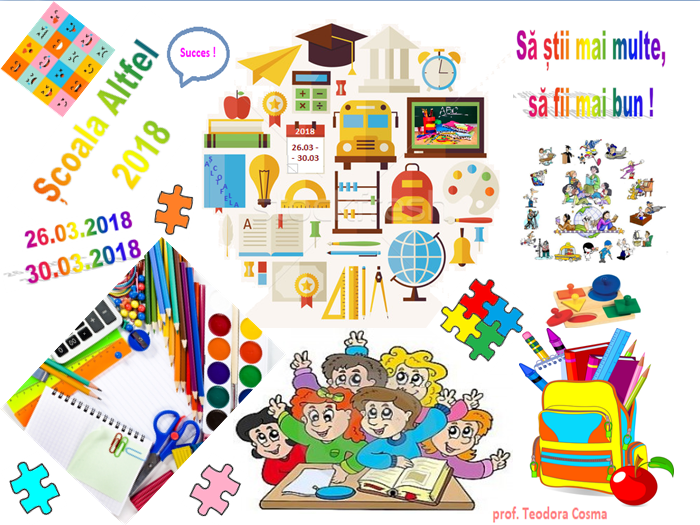 Școala Altfel
2018
26.03.2018
30.03.2018
Succes !
Să știi mai multe,
să fii mai bun !
2018
26.03 -
- 30.03
ABC
A
prof. Teodora Cosma